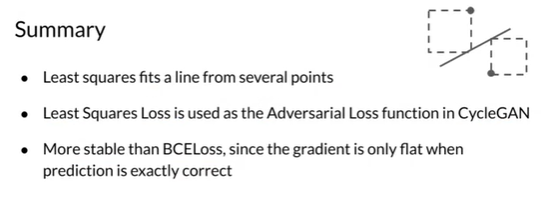 Summary
● Least squares fits a line from several points
● Least Squares Loss is used as the Adversarial Loss function in CycleGAN
● More stable than BCELoss, since the gradient is only flat when
prediction is exactly correct